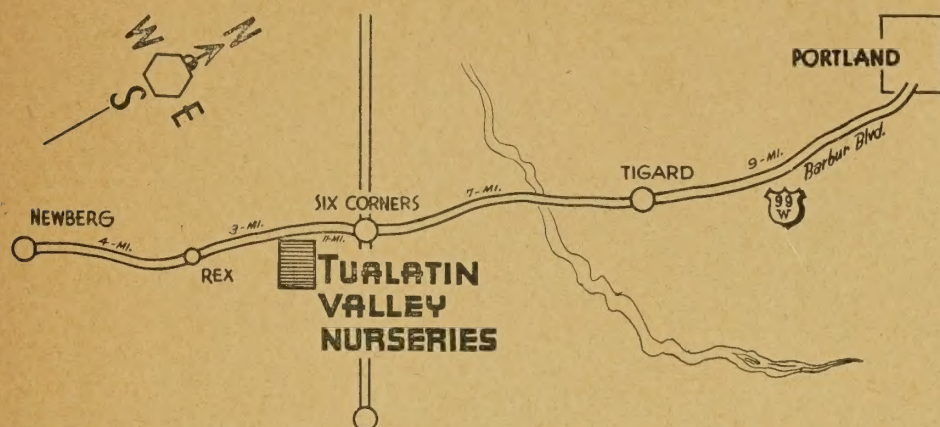 W
N
S
E
PORTLAND
Barbur Blvd.
9-MI.
99
W
TIGARD
7-MI.
SIX CORNERS
3-MI.
NEWBERG
4-MI.
REX
TUALATIN
VALLEY
NURSERIES